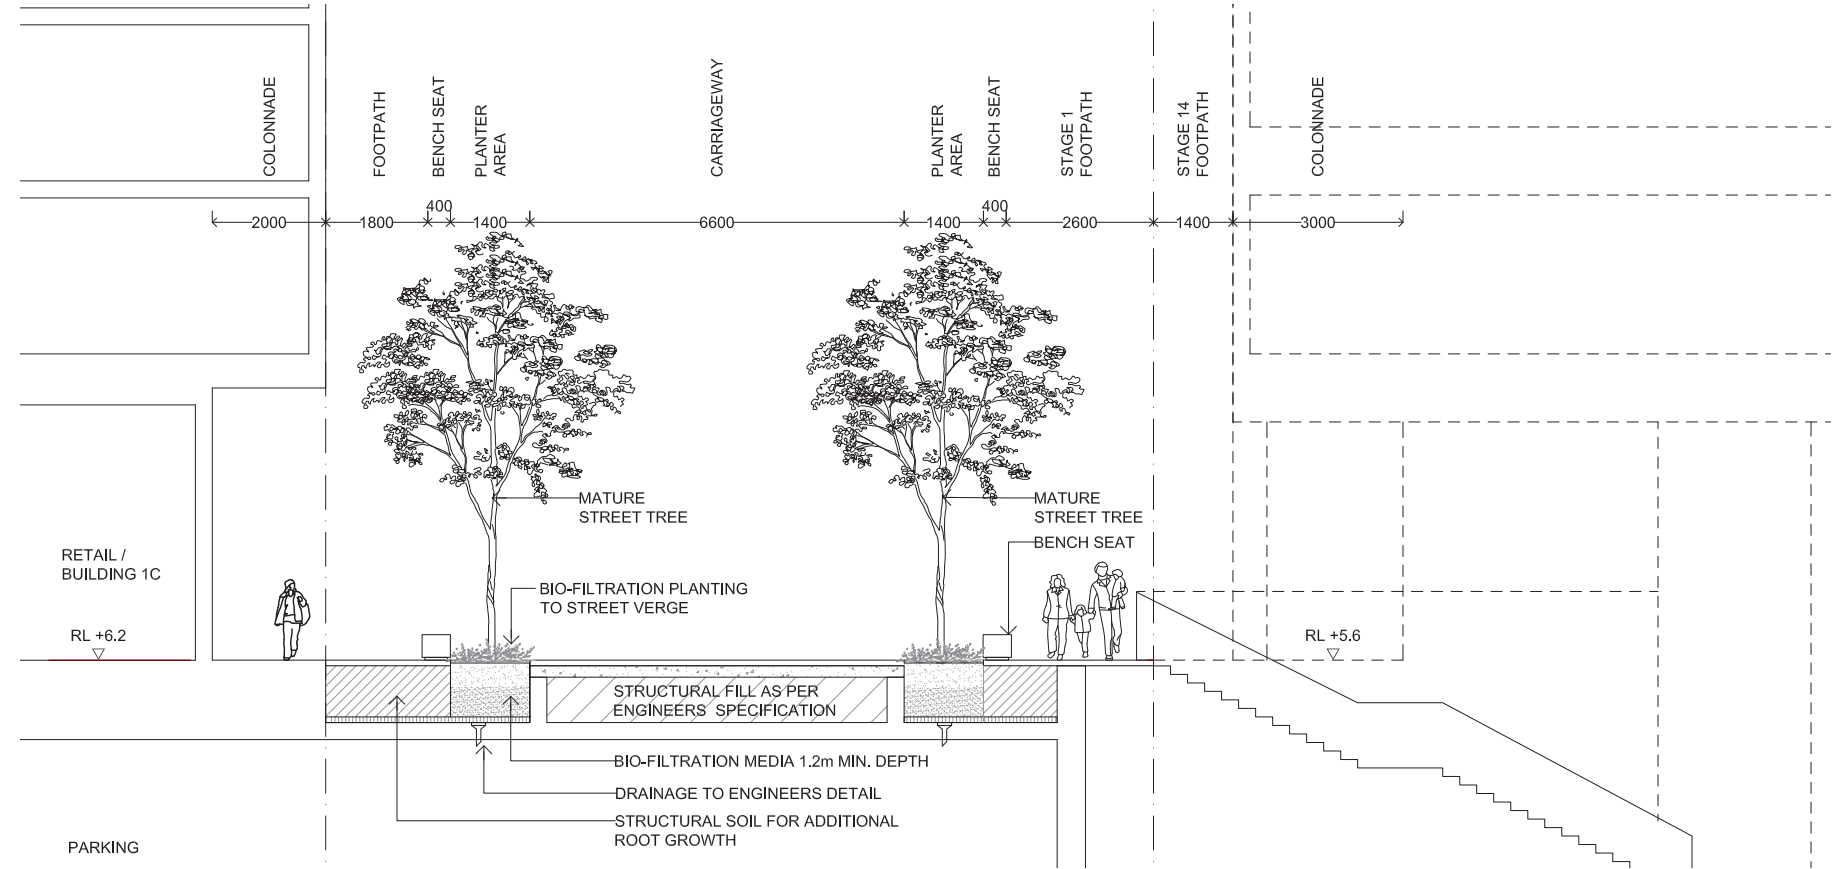 COLONNADE
FOOTPATH
BENCH SEAT
PLANTER
AREA
CARRIAGEWAY
PLANTER
AREA
BENCH SEAT
STAGE 1
FOOTPATH
STAGE 14
FOOTPATH
COLONNADE
2000
1800
400
1400
6600
1400
400
2600
1400
3000
MATURE
STREET TREE
MATURE
STREET TREE
BENCH SEAT
RETAIL /
BUILDING 1C
BIO-FILTRATION PLANTING
TO STREET VERGE
RL +6.2
RL +5.6
STRUCTURAL FILL AS PER
ENGINEERS SPECIFICATION
BIO-FILTRATION MEDIA 1.2m MIN. DEPTH
DRAINAGE TO ENGINEERS DETAIL
STRUCTURAL SOIL FOR ADDITIONAL
ROOT GROWTH
PARKING